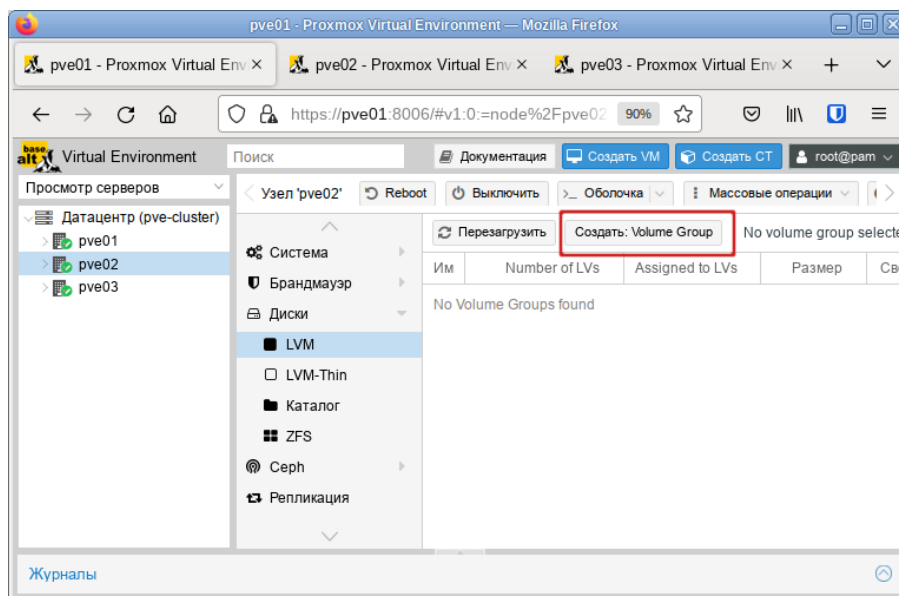 pve01 - Proxmox Virtual Environment — Mozilla Firefox
pve01 - Proxmox Virtual Env
pve02 - Proxmox Virtual Env
pve03 - Proxmox Virtual Env
https://pve01:8006/#v1:0:=node%2Fpve02
90%
base alt Virtual Environment
Поиск
Документация
Создать VM
Создать CT
root@pam
Просмотр серверов
Узел 'pve02'
Reboot
Выключить
Оболочка
Массовые операции
Датацентр (pve-cluster)
pve01
pve02
pve03
Система
Брандмауэр
Диски
LVM
LVM-Thin
Каталог
ZFS
Ceph
Репликация
Перезагрузить
Создать: Volume Group
No volume group selecte
Им
Number of LVs
Assigned to LVs
Размер
Св
No Volume Groups found
Журналы